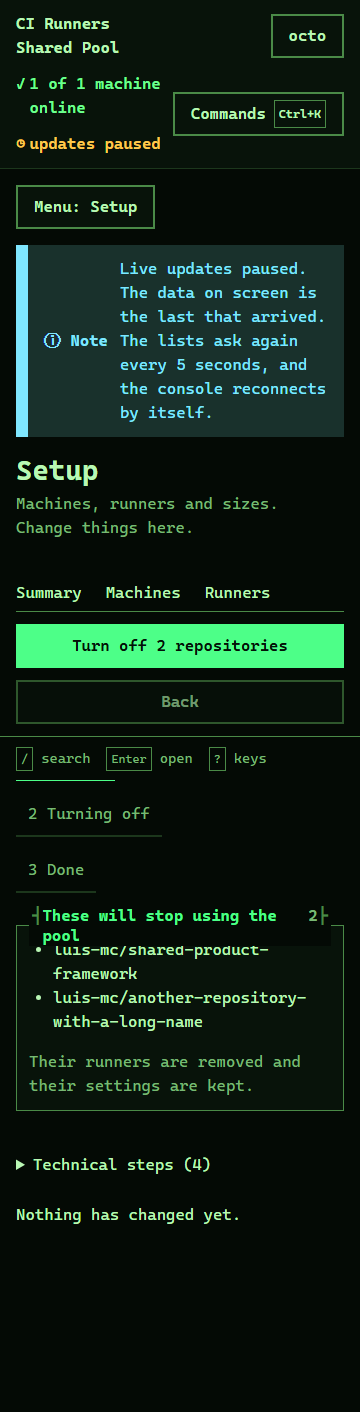 CI Runners
Shared Pool
octo
✓ 1 of 1 machine
online
Commands Ctrl+K
updates paused
Menu: Setup
ⓘ Note
Live updates paused.
The data on screen is
the last that arrived.
The lists ask again
every 5 seconds, and
the console reconnects
by itself.
Setup
Machines, runners and sizes.
Change things here.
Summary Machines Runners
Turn off 2 repositories
Back
/ search Enter open ? keys
2 Turning off
3 Done
These will stop using the 2
pool
• luis-mc/shared-product-
framework
• luis-mc/another-repository-
with-a-long-name
Their runners are removed and
their settings are kept.
▶ Technical steps (4)
Nothing has changed yet.